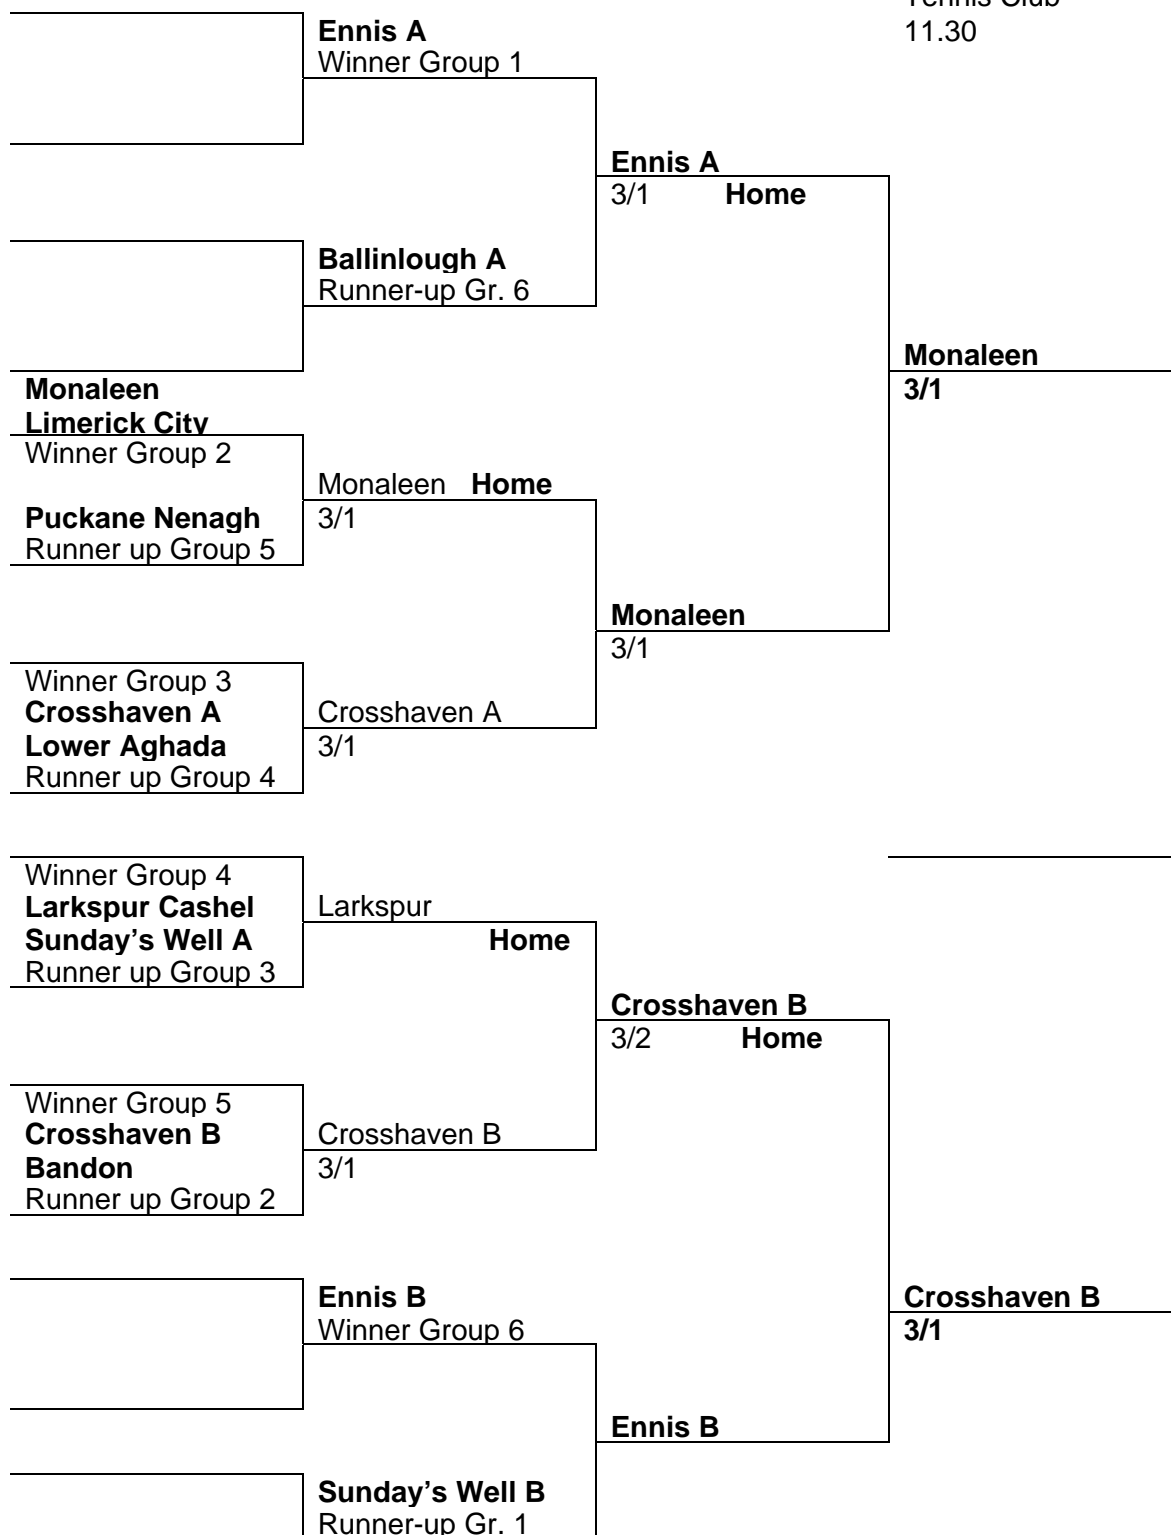 Tennis Club
11.30
Ennis A
Winner Group 1
Ennis A
3/1 Home
Ballinlough A
Runner-up Gr. 6
Monaleen
3/1
Monaleen
Limerick City
Winner Group 2
Monaleen Home
3/1
Puckane Nenagh
Runner up Group 5
Monaleen
3/1
Winner Group 3
Crosshaven A
Lower Aghada
Runner up Group 4
Crosshaven A
3/1
Winner Group 4
Larkspur Cashel
Sunday’s Well A
Runner up Group 3
Larkspur
Home
Crosshaven B
3/2 Home
Winner Group 5
Crosshaven B
Bandon
Runner up Group 2
Crosshaven B
3/1
Ennis B
Winner Group 6
Crosshaven B
3/1
Ennis B
Sunday’s Well B
Runner-up Gr. 1